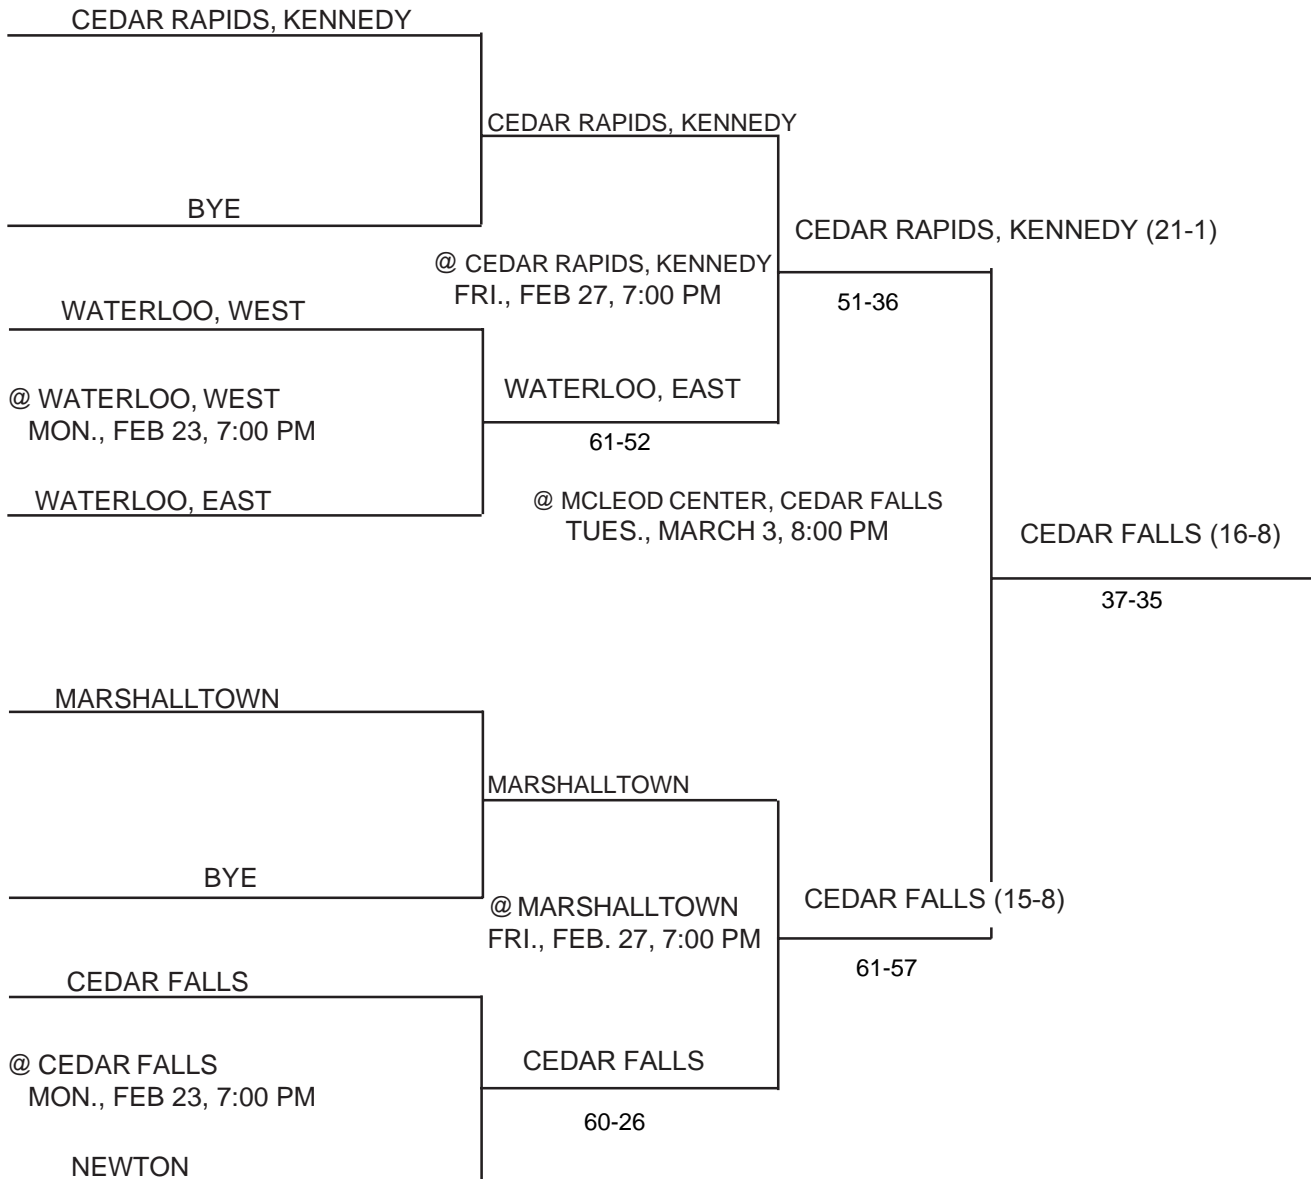 CEDAR RAPIDS, KENNEDY
CEDAR RAPIDS, KENNEDY
BYE
CEDAR RAPIDS, KENNEDY (21-1)
@ CEDAR RAPIDS, KENNEDY
FRI., FEB 27, 7:00 PM
51-36
WATERLOO, WEST
@ WATERLOO, WEST
MON., FEB 23, 7:00 PM
WATERLOO, EAST
61-52
WATERLOO, EAST
@ MCLEOD CENTER, CEDAR FALLS
TUES., MARCH 3, 8:00 PM
CEDAR FALLS (16-8)
37-35
MARSHALLTOWN
MARSHALLTOWN
BYE
@ MARSHALLTOWN
FRI., FEB. 27, 7:00 PM
CEDAR FALLS (15-8)
61-57
CEDAR FALLS
@ CEDAR FALLS
MON., FEB 23, 7:00 PM
CEDAR FALLS
60-26
NEWTON